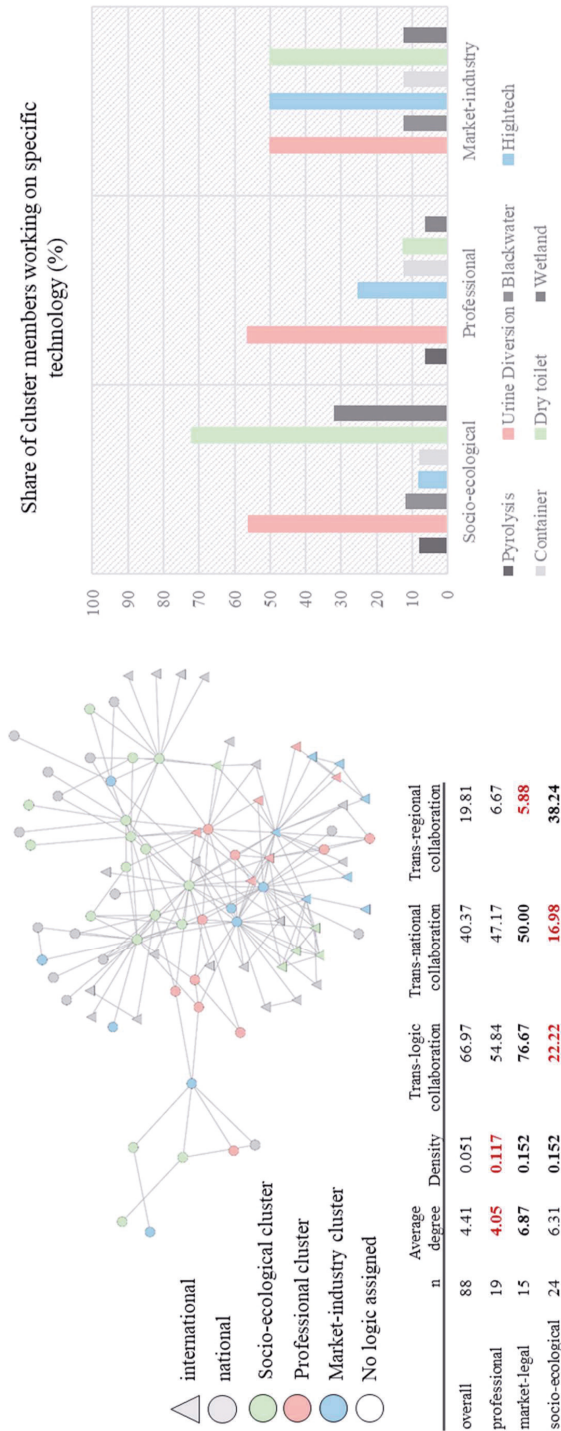 international
national
Socio-ecological cluster
Professional cluster
Market-industry cluster
No logic assigned
n Average degree Density Trans-logic collaboration Trans-national collaboration Trans-regional collaboration
overall 88 4.41 0.051 66.97 40.37 19.81
professional 19 4.05 0.117 54.84 47.17 6.67
market-legal 15 6.87 0.152 76.67 50.00 5.88
socio-ecological 24 6.31 0.152 22.22 16.98 38.24
Share of cluster members working on specific
technology (%)
100
90
80
70
60
50
40
30
20
10
0
Socio-ecological Professional Market-industry
Pyrolysis Urine Diversion Blackwater Hightech
Container Dry toilet Wetland